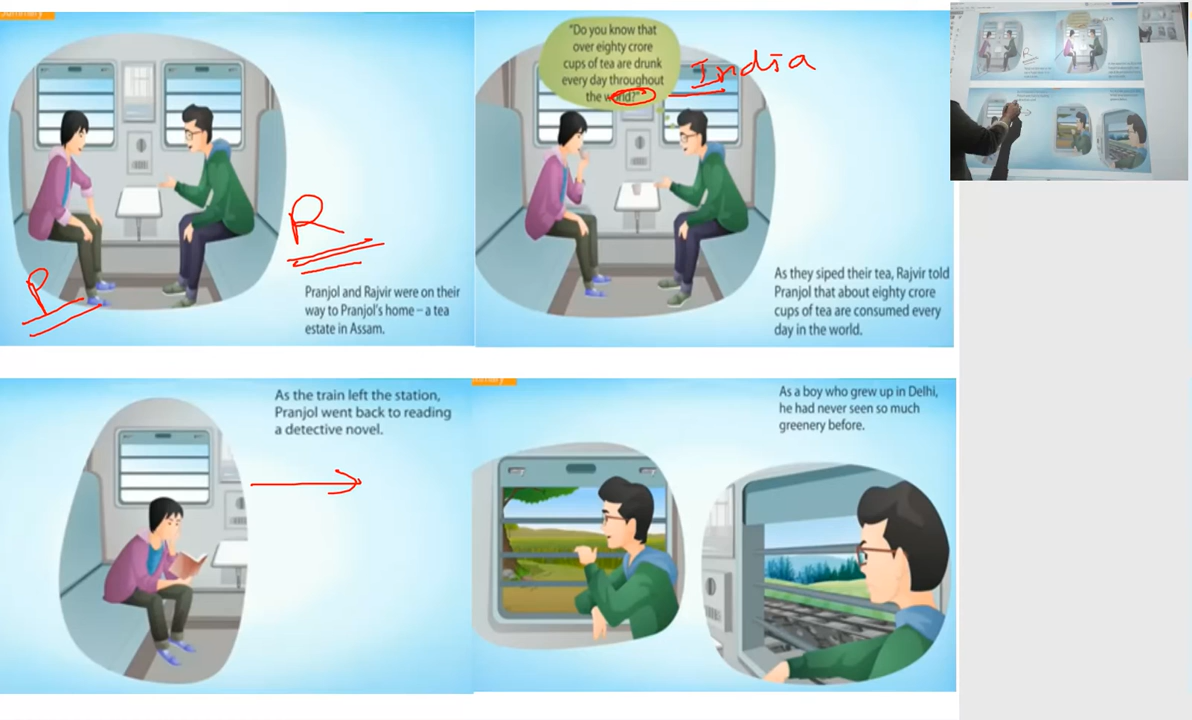 Summary
R
P
Pranjol and Rajvir were on their
way to Pranjol's home – a tea
estate in Assam.
"Do you know that
over eighty crore
cups of tea are drunk
every day throughout
the world?"
India
As they siped their tea, Rajvir told
Pranjol that about eighty crore
cups of tea are consumed every
day in the world.
As the train left the station,
Pranjol went back to reading
a detective novel.
As a boy who grew up in Delhi,
he had never seen so much
greenery before.